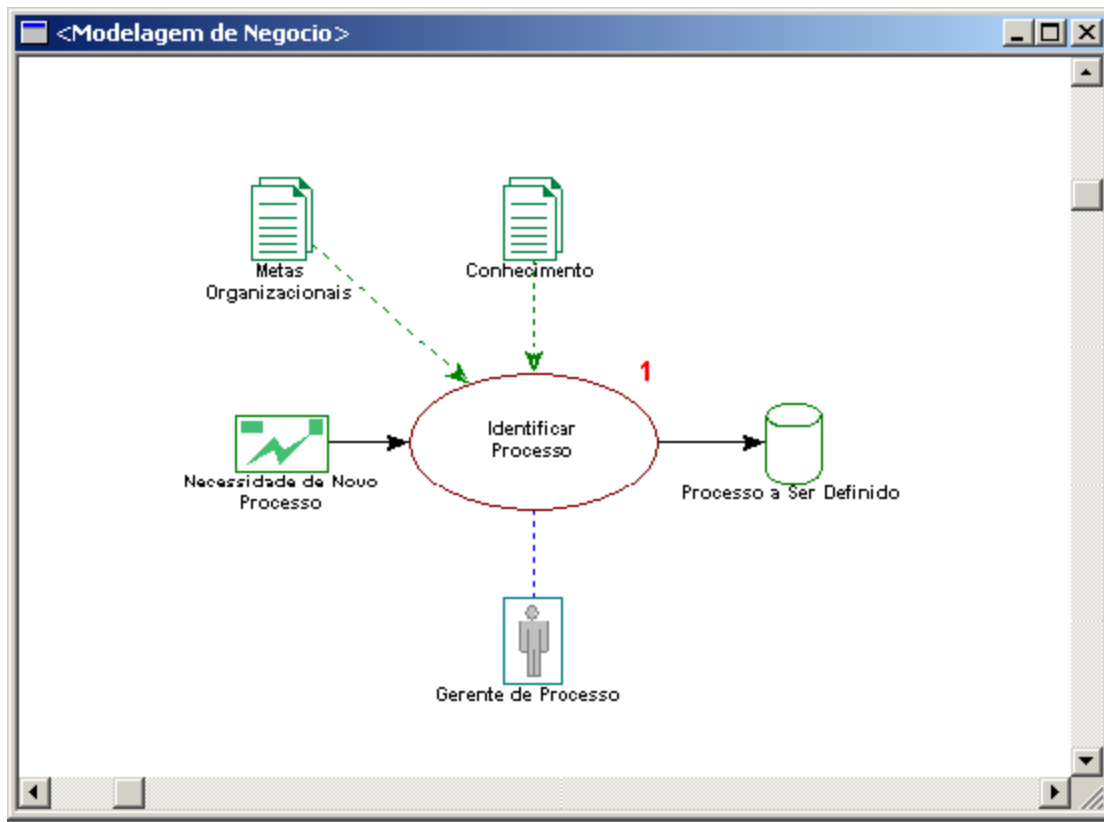 <Modelagem de Negocio>
Metas
Organizacionais
Conhecimento
1
Identificar
Processo
Necessidade de Novo
Processo
Processo a Ser Definido
Gerente de Processo